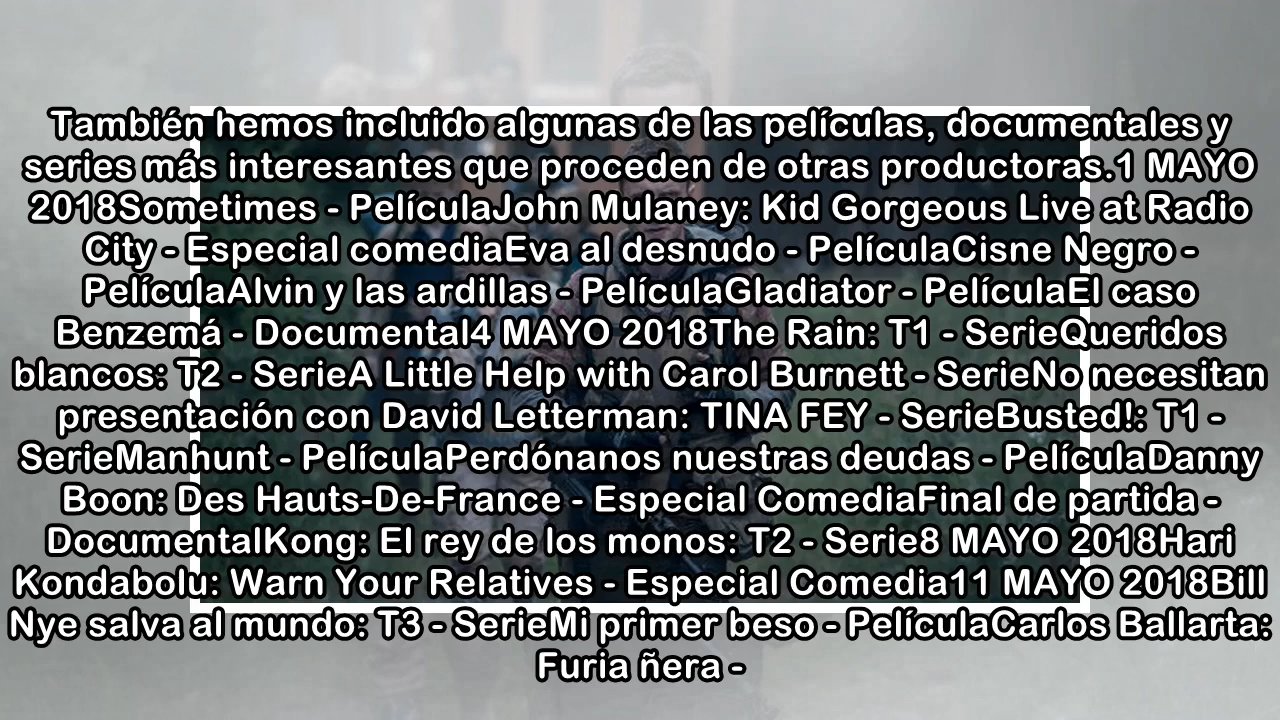 También hemos incluido algunas de las películas, documentales y
series más interesantes que proceden de otras productoras.1 MAYO
2018Sometimes - PelículaJohn Mulaney: Kid Gorgeous Live at Radio
City - Especial comediaEva al desnudo - PelículaCisne Negro -
PelículaAlvin y las ardillas - PelículaGladiator - PelículaEl caso
Benzemá - Documental4 MAYO 2018The Rain: T1 - SerieQueridos
blancos: T2 - SerieA Little Help with Carol Burnett - SerieNo necesitan
presentación con David Letterman: TINA FEY - SerieBusted!: T1 -
SerieManhunt - PelículaPerdónanos nuestras deudas - PelículaDanny
Boon: Des Hauts-De-France - Especial ComediaFinal de partida -
DocumentalKong: El rey de los monos: T2 - Serie8 MAYO 2018Hari
Kondabolu: Warn Your Relatives - Especial Comedia11 MAYO 2018Bill
Nye salva al mundo: T3 - SerieMi primer beso - PelículaCarlos Ballarta:
Furia ñera -